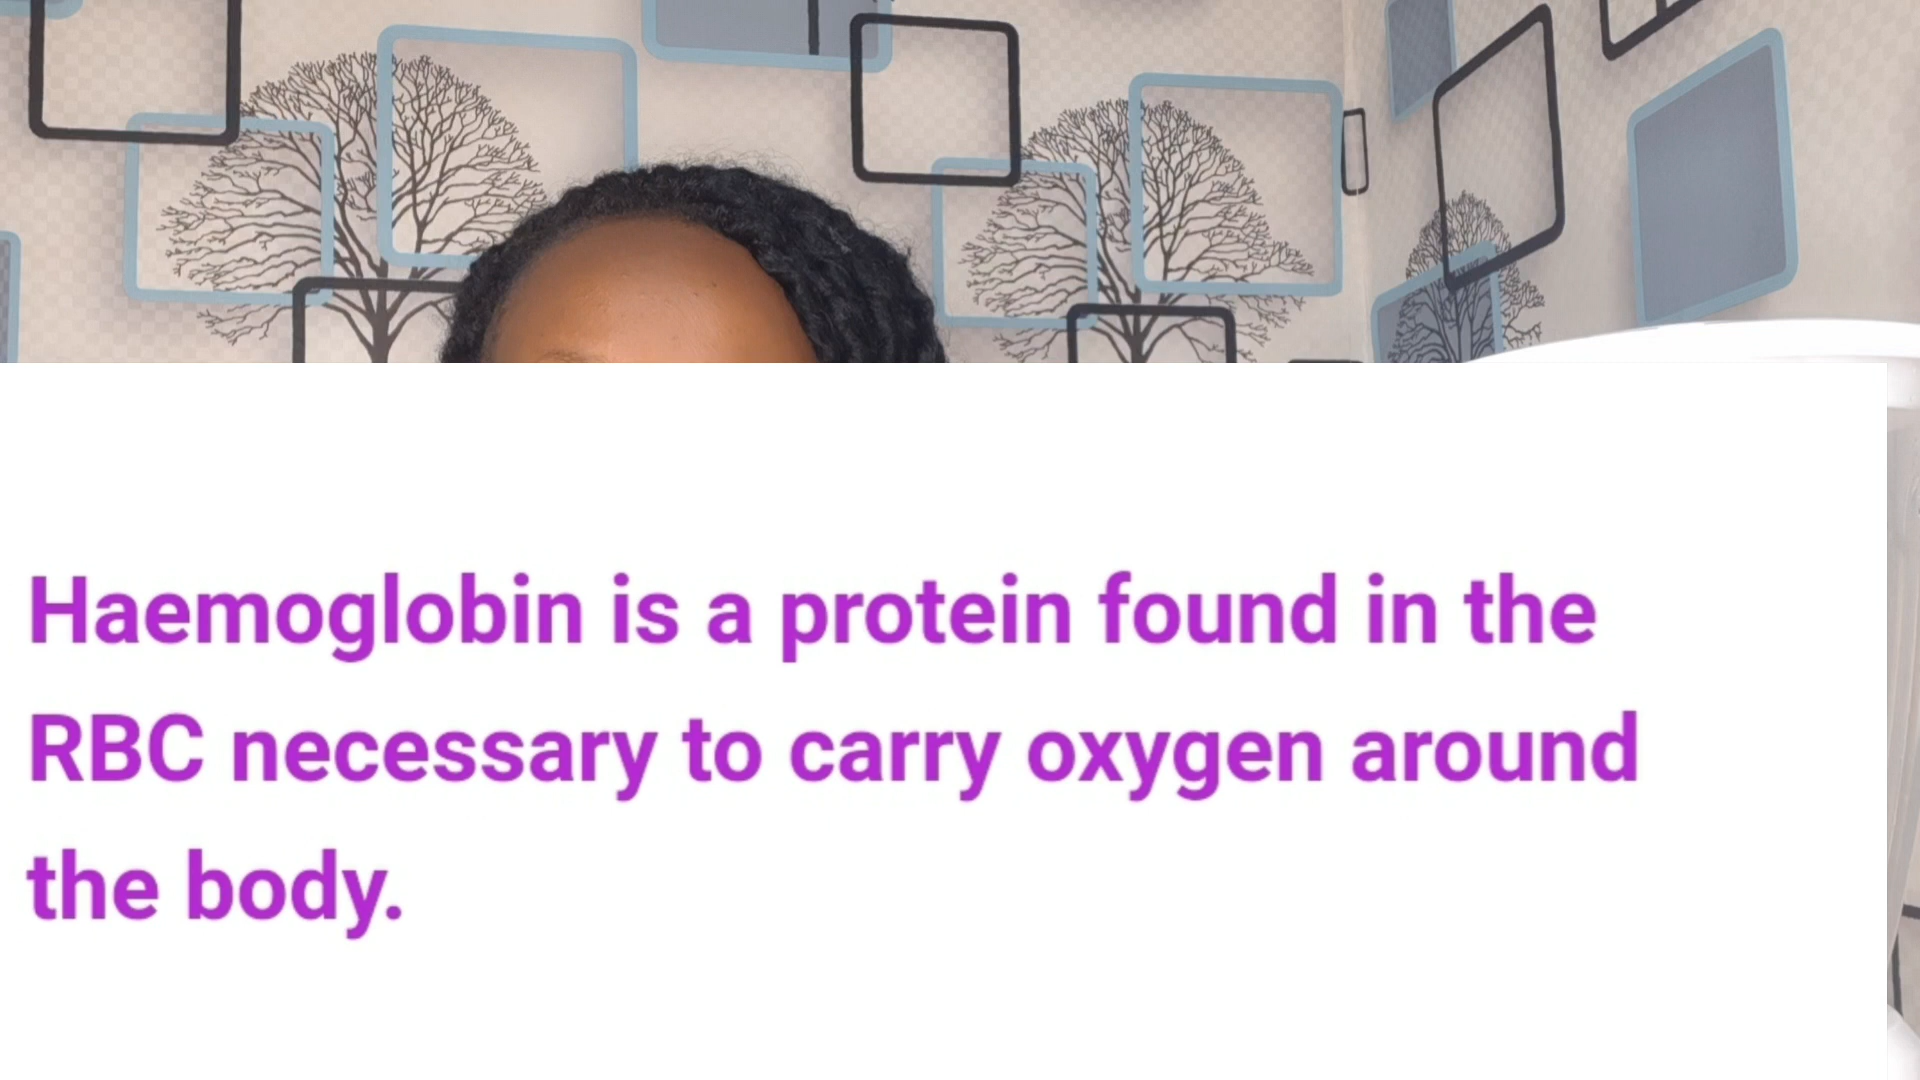 Haemoglobin is a protein found in the
RBC necessary to carry oxygen around
the body.